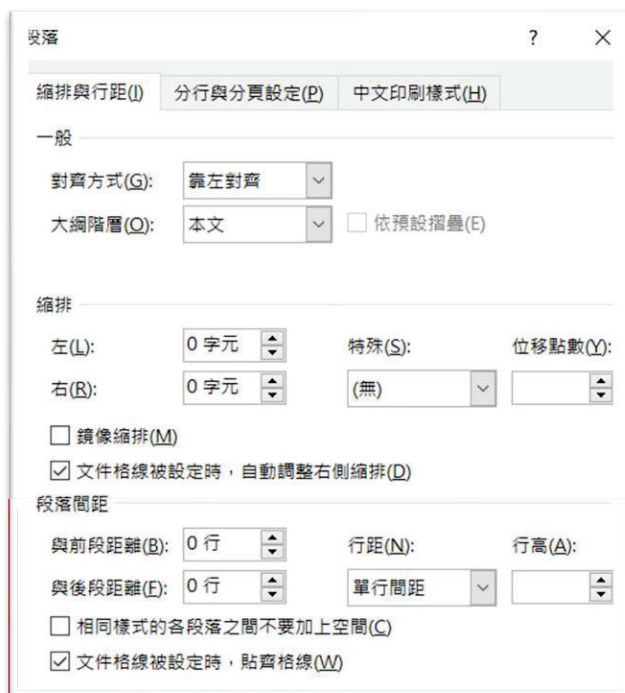 段落 ? ×
縮排與行距(I) 分行與分頁設定(P) 中文印刷樣式(H)
一般
對齊方式(G): 靠左對齊
大綱階層(O): 本文 依預設摺疊(E)
縮排
左(L): 0 字元 特殊(S): 位移點數(Y):
右(R): 0 字元 (無)
鏡像縮排(M)
文件格線被設定時，自動調整右側縮排(D)
段落間距
與前段距離(B): 0 行 行距(N): 行高(A):
與後段距離(F): 0 行 單行間距
相同樣式的各段落之間不要加上空間(C)
文件格線被設定時，貼齊格線(W)